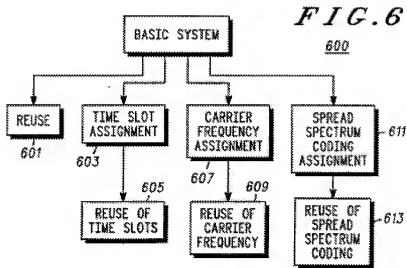 FIG.6
600
BASIC SYSTEM
REUSE
601
TIME SLOT
ASSIGNMENT
603
CARRIER
FREQUENCY
ASSIGNMENT
607
SPREAD
SPECTRUM
CODING
ASSIGNMENT
611
605
REUSE OF
TIME SLOTS
609
REUSE OF
CARRIER
FREQUENCY
REUSE OF
SPREAD
SPECTRUM
CODING
613